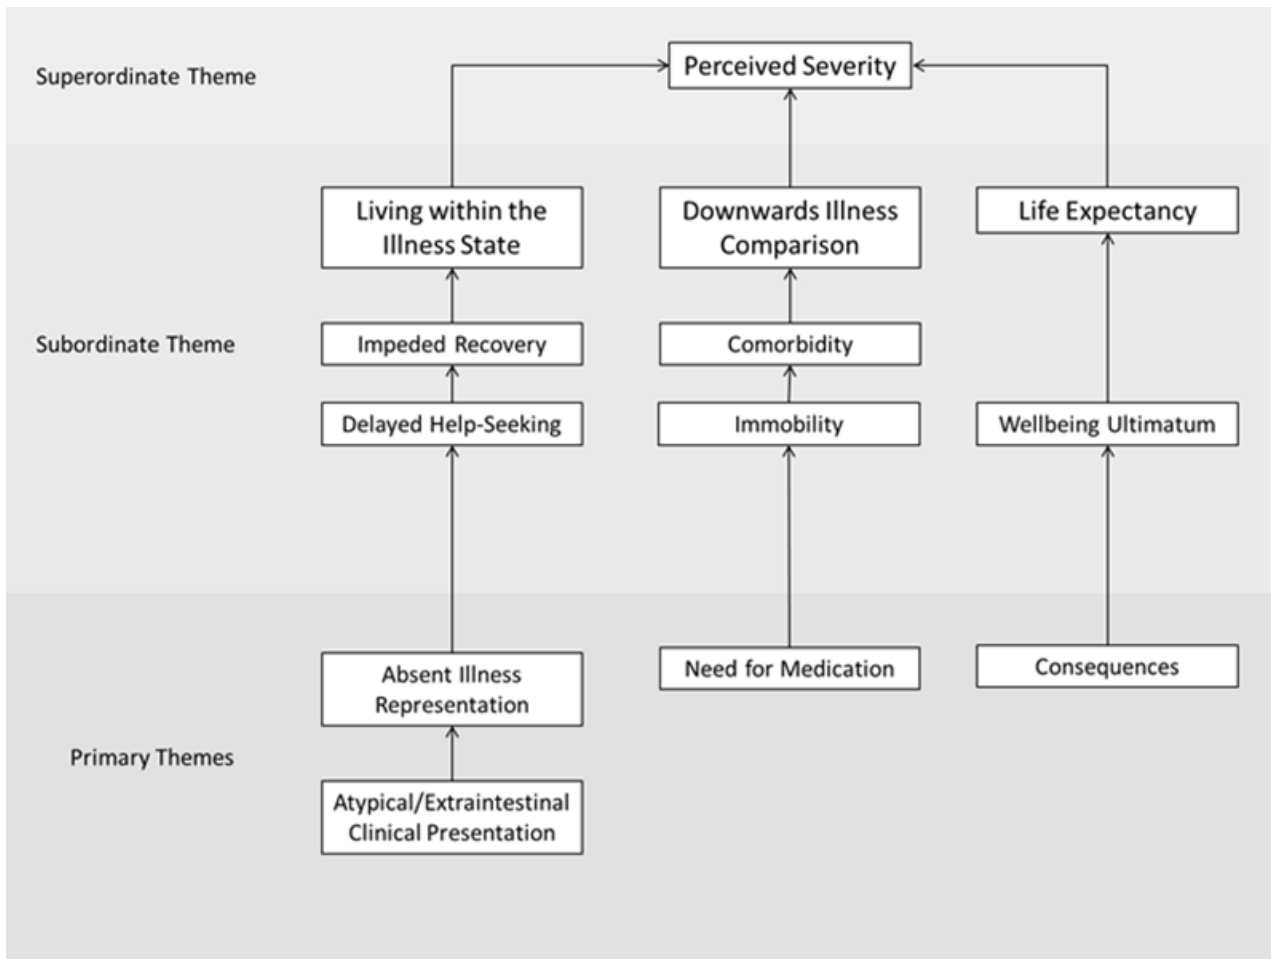 Superordinate Theme
Perceived Severity
Living within the
Illness State
Downwards Illness
Comparison
Life Expectancy
Subordinate Theme
Impeded Recovery
Comorbidity
Delayed Help-Seeking
Immobility
Wellbeing Ultimatum
Absent Illness
Representation
Need for Medication
Consequences
Primary Themes
Atypical/Extraintestinal
Clinical Presentation